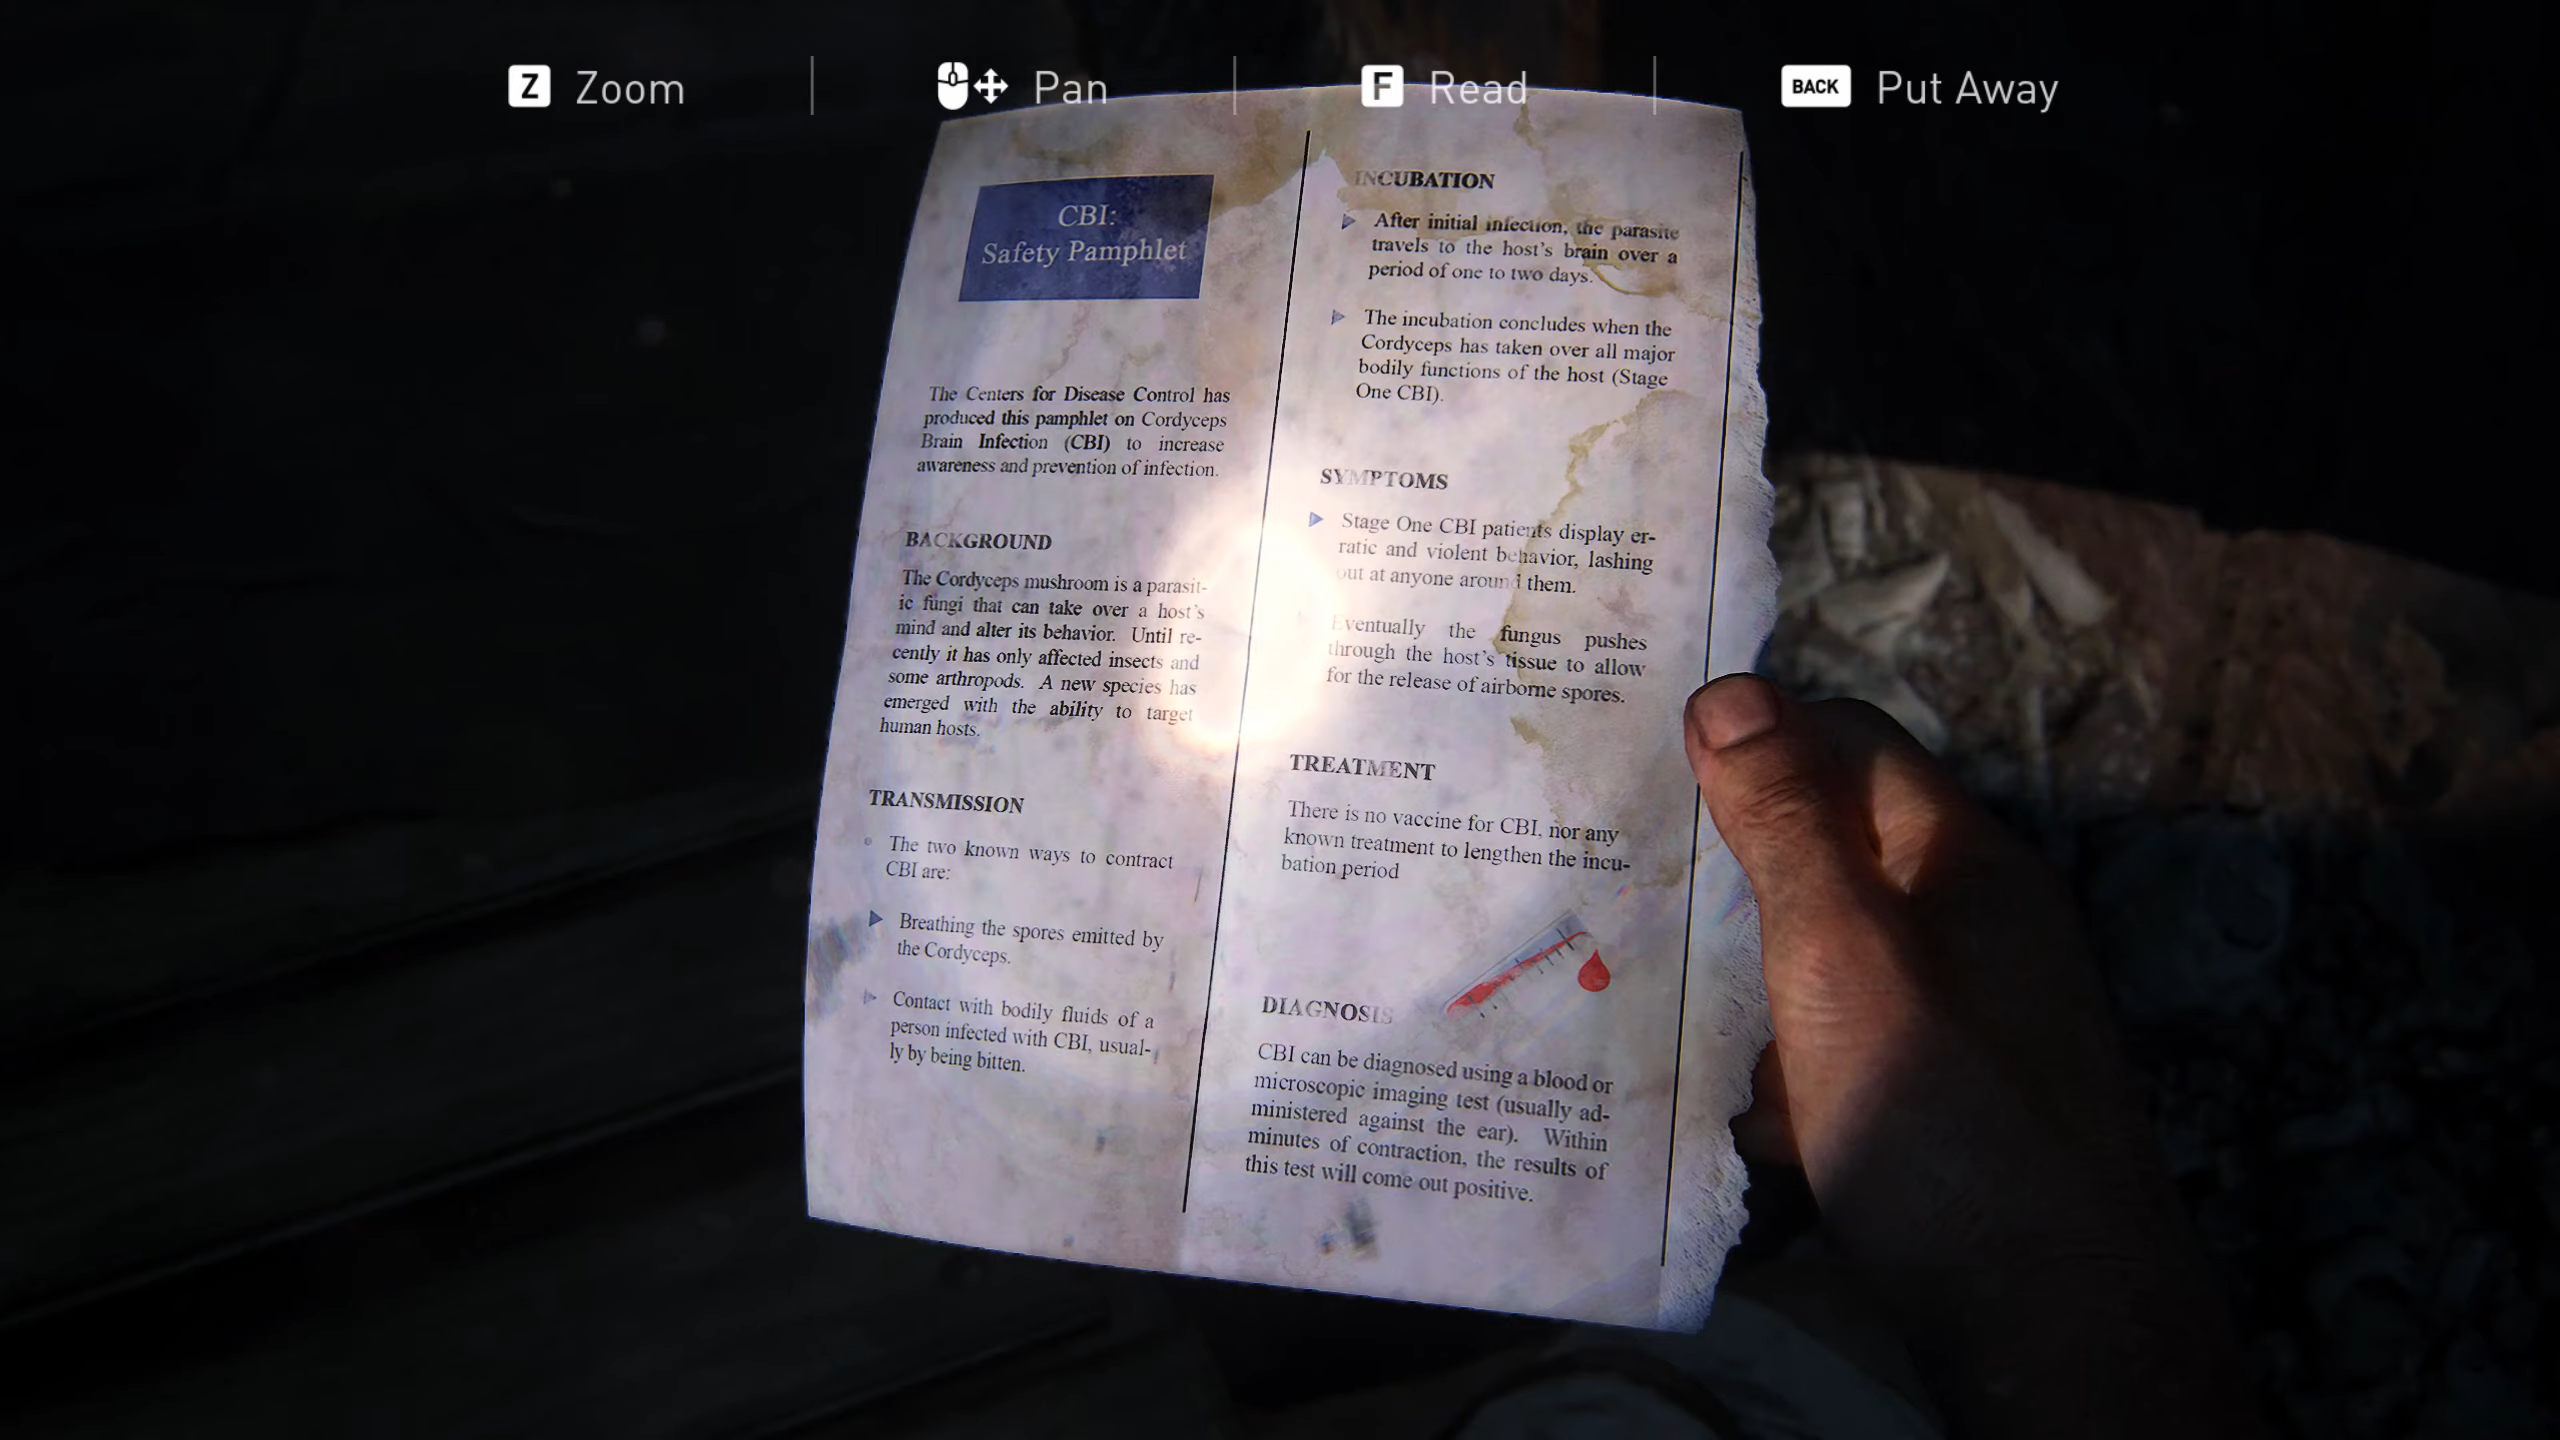 Z Zoom
Pan
F Read
BACK Put Away
CBI:
Safety Pamphlet
The Centers for Disease Control has
produced this pamphlet on Cordyceps
Brain Infection (CBI) to increase
awareness and prevention of infection.
BACKGROUND
The Cordyceps mushroom is a parasit-
ic fungi that can take over a host's
mind and alter its behavior. Until re-
cently it has only affected insects and
some arthropods. A new species has
emerged with the ability to target
human hosts.
TRANSMISSION
The two known ways to contract
CBI are:
Breathing the spores emitted by
the Cordyceps.
Contact with bodily fluids of a
person infected with CBI, usual-
ly by being bitten.
INCUBATION
After initial infection, the parasite
travels to the host's brain over a
period of one to two days.
The incubation concludes when the
Cordyceps has taken over all major
bodily functions of the host (Stage
One CBI).
SYMPTOMS
Stage One CBI patients display er-
ratic and violent behavior, lashing
out at anyone around them.
Eventually the fungus pushes
through the host's tissue to allow
for the release of airborne spores.
TREATMENT
There is no vaccine for CBI, nor any
known treatment to lengthen the incu-
bation period
DIAGNOSIS
CBI can be diagnosed using a blood or
microscopic imaging test (usually ad-
ministered against the ear). Within
minutes of contraction, the results of
this test will come out positive.